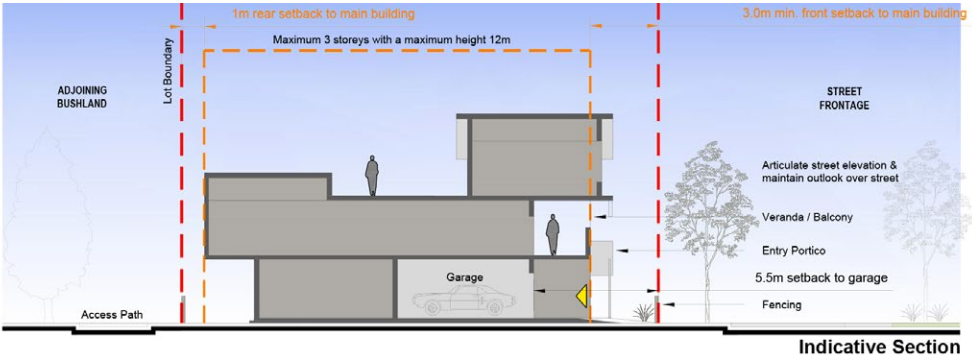 1m rear setback to main building
3.0m min. front setback to main building
Maximum 3 storeys with a maximum height 12m
Lot Boundary
ADJOINING
BUSHLAND
STREET
FRONTAGE
Articulate street elevation &
maintain outlook over street
Veranda / Balcony
Entry Portico
Garage
5.5m setback to garage
Fencing
Access Path
Indicative Section